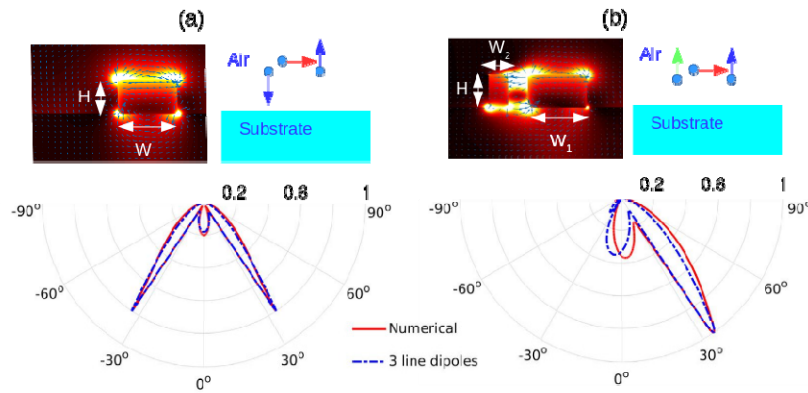 (a)
Air
H
W
Substrate
0.2 0.6 1
-90° 90°
-60° 60°
-30° 30°
0°
(b)
W2
Air
H
W1
Substrate
0.2 0.6 1
-90° 90°
-60° 60°
-30° 30°
0°
Numerical
3 line dipoles